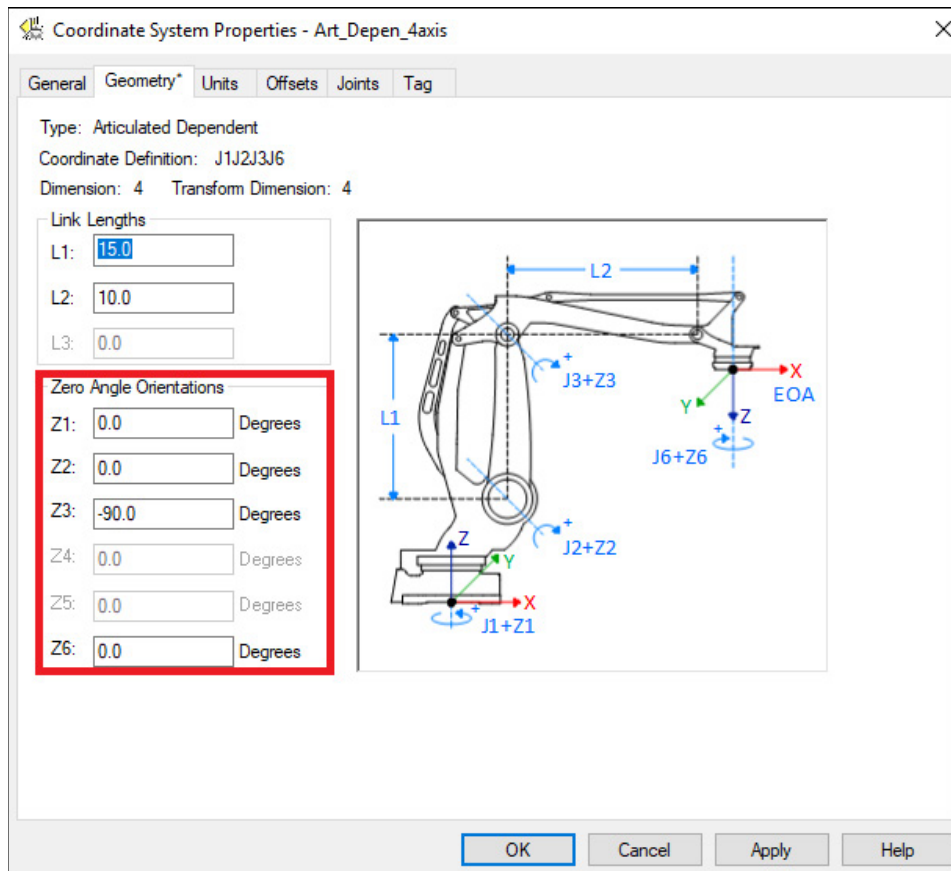 Coordinate System Properties - Art_Depen_4axis
General Geometry* Units Offsets Joints Tag
Type: Articulated Dependent
Coordinate Definition: J1J2J3J6
Dimension: 4 Transform Dimension: 4
Link Lengths
L1: 15.0
L2: 10.0
L3: 0.0
Zero Angle Orientations
Z1: 0.0 Degrees
Z2: 0.0 Degrees
Z3: -90.0 Degrees
Z4: 0.0 Degrees
Z5: 0.0 Degrees
Z6: 0.0 Degrees
L2
+
J3+Z3
X
EOA
Y
Z
L1
+
J6+Z6
+
J2+Z2
Z
Y
X
+
J1+Z1
OK Cancel Apply Help